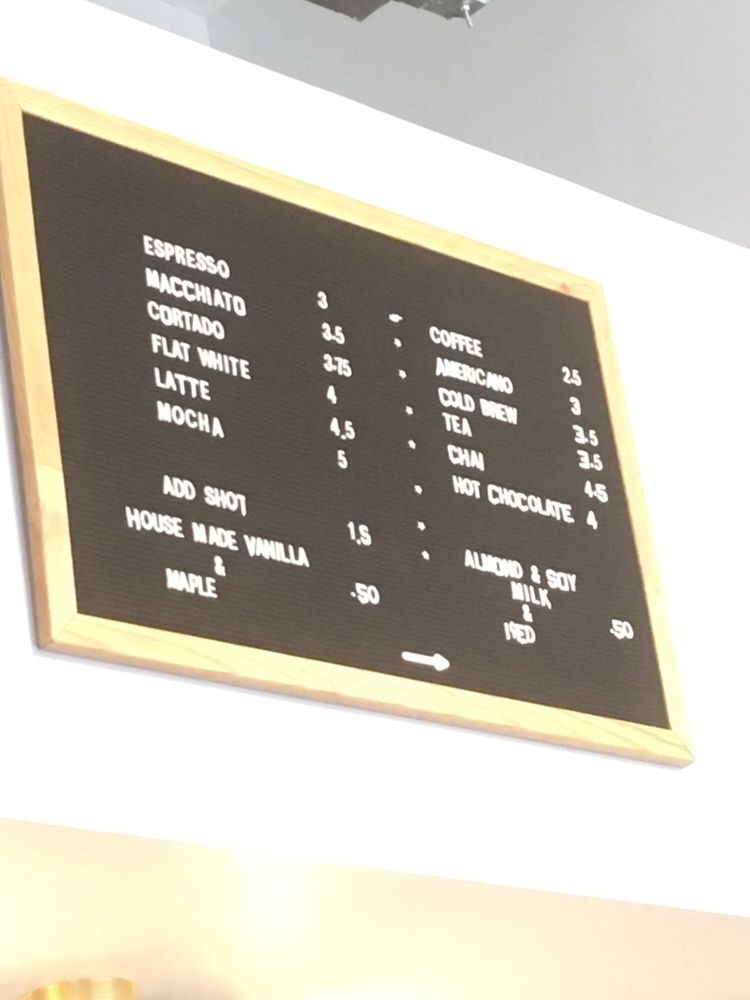 ESPRESSO 3
MACCHIATO 3.5
CORTADO 3.75
FLAT WHITE 4
LATTE 4.5
MOCHA 5
ADD SHOT 1.5
HOUSE MADE VANILLA
&
MAPLE .50
COFFEE 2.5
AMERICANO 3
COLD BREW 3.5
TEA 3.5
CHAI 4.5
HOT CHOCOLATE 4
ALMOND & SOY
MILK
&
.50